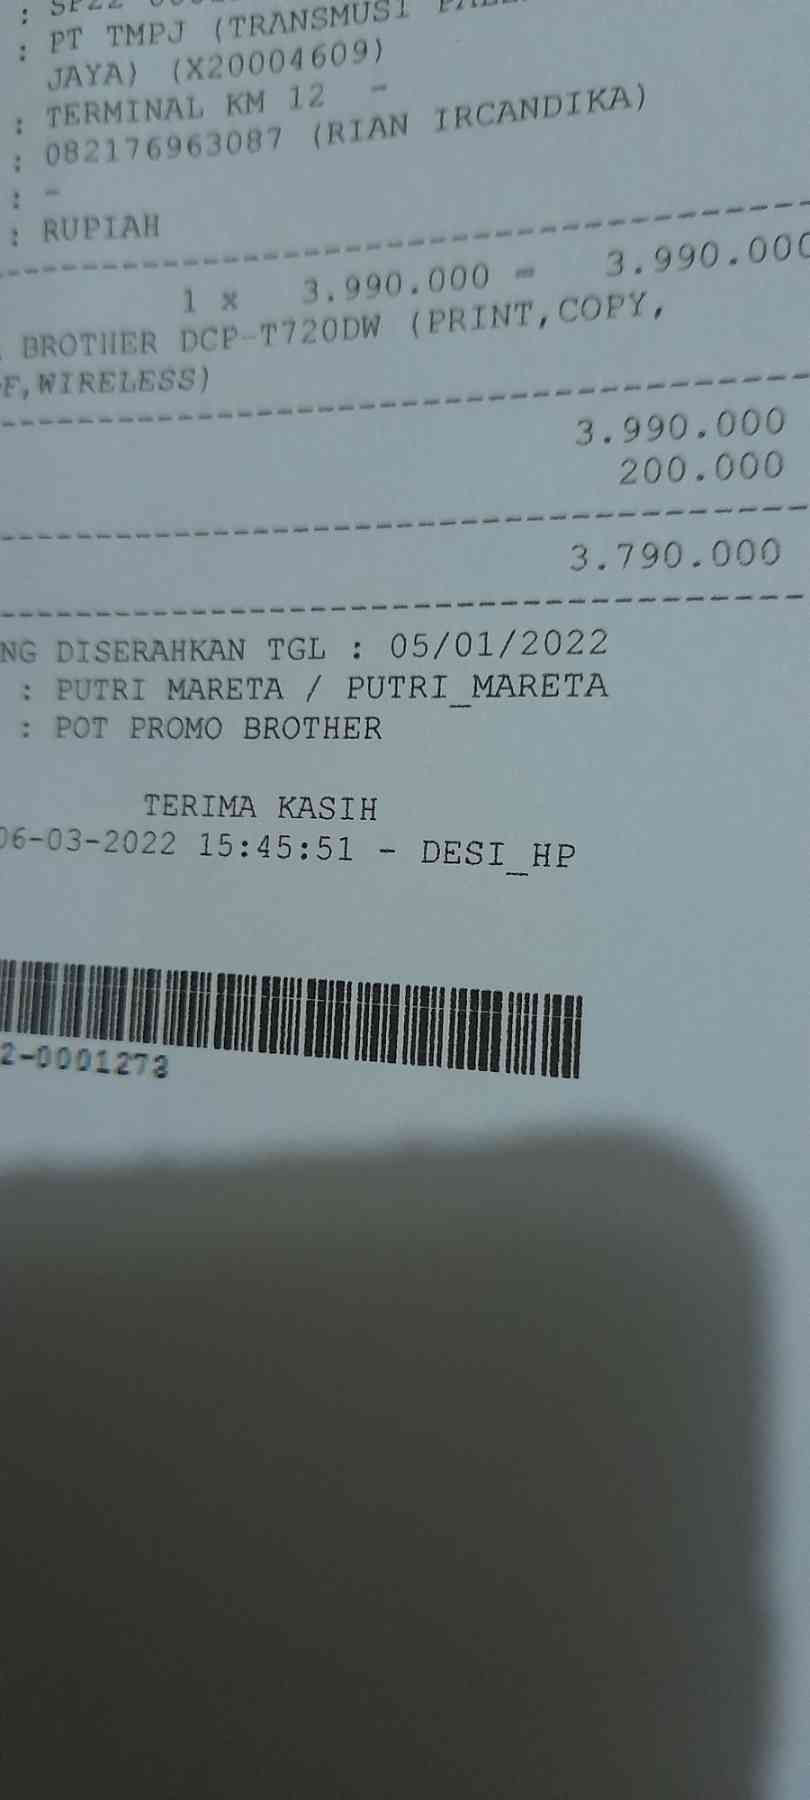 :
: PT TMPJ (TRANSMUSI
JAYA) (X20004609)
: TERMINAL KM 12 -
: 082176963087 (RIAN IRCANDIKA)
: -
: RUPIAH
1 x 3.990.000 = 3.990.000
BROTHER DCP-T720DW (PRINT,COPY,
F,WIRELESS)
3.990.000
200.000
3.790.000
NG DISERAHKAN TGL : 05/01/2022
: PUTRI MARETA / PUTRI_MARETA
: POT PROMO BROTHER
TERIMA KASIH
06-03-2022 15:45:51 - DESI_HP
2-0001273